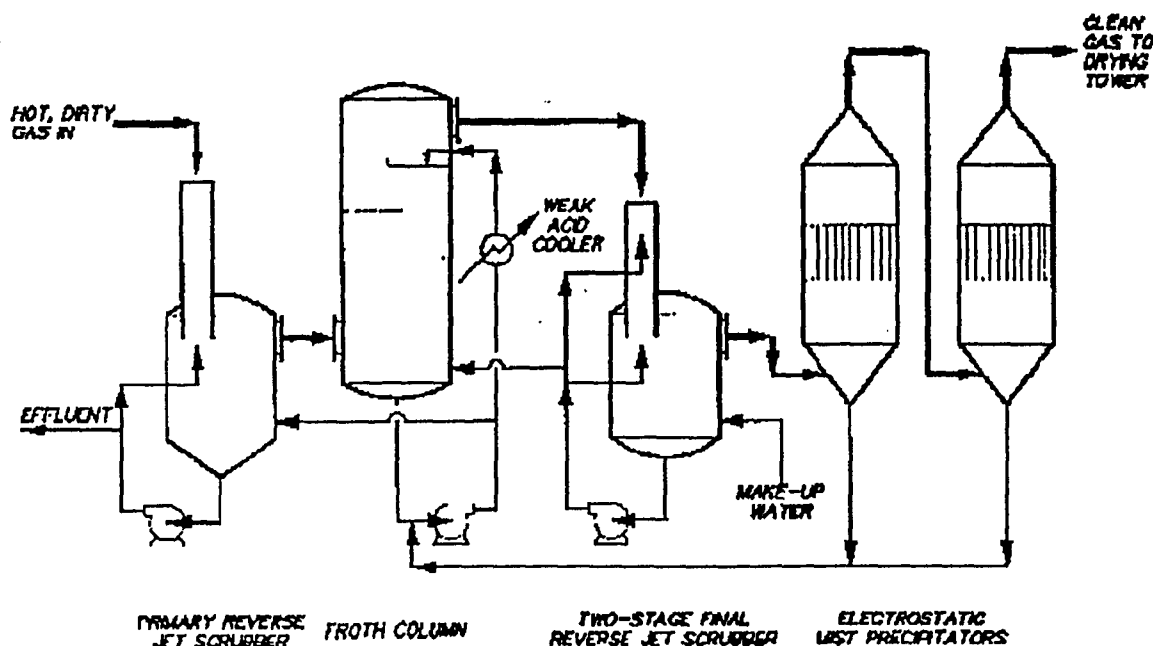 CLEAN
GAS TO
DRYING
TOWER
HOT, DIRTY
GAS IN
WEAK
ACID
COOLER
EFFLUENT
MAKE-UP
WATER
PRIMARY REVERSE
JET SCRUBBER
FROTH COLUMN
TWO-STAGE FINAL
REVERSE JET SCRUBBER
ELECTROSTATIC
MIST PRECIPITATORS